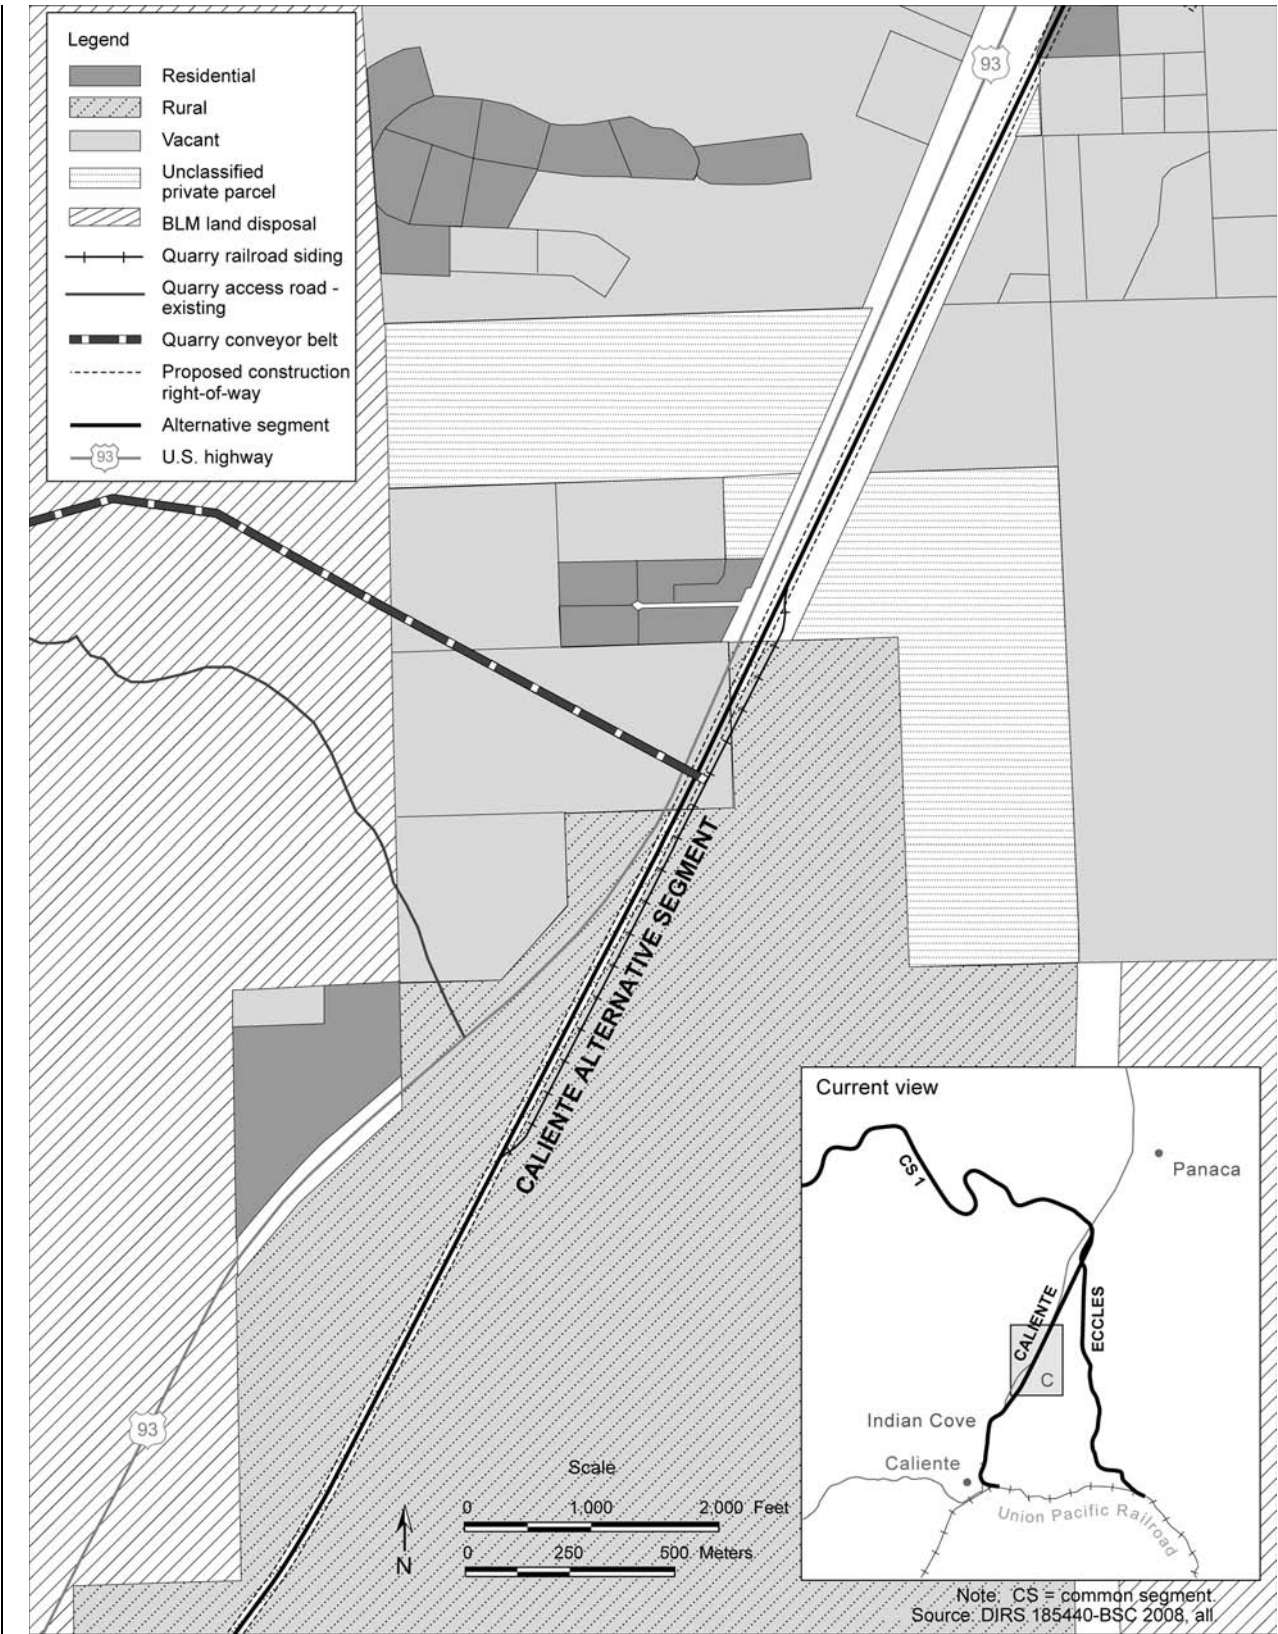 Legend
Residential
Rural
Vacant
Unclassified
private parcel
BLM land disposal
Quarry railroad siding
Quarry access road -
existing
Quarry conveyor belt
Proposed construction
right-of-way
Alternative segment
93
U.S. highway
93
CALIENTE ALTERNATIVE SEGMENT
93
Scale
0 1,000 2,000 Feet
0 250 500 Meters
N
Current view
CS 1
Panaca
CALIENTE
ECCLES
C
Indian Cove
Caliente
Union Pacific Railroad
Note: CS = common segment.
Source: DIRS 185440-BSC 2008, all